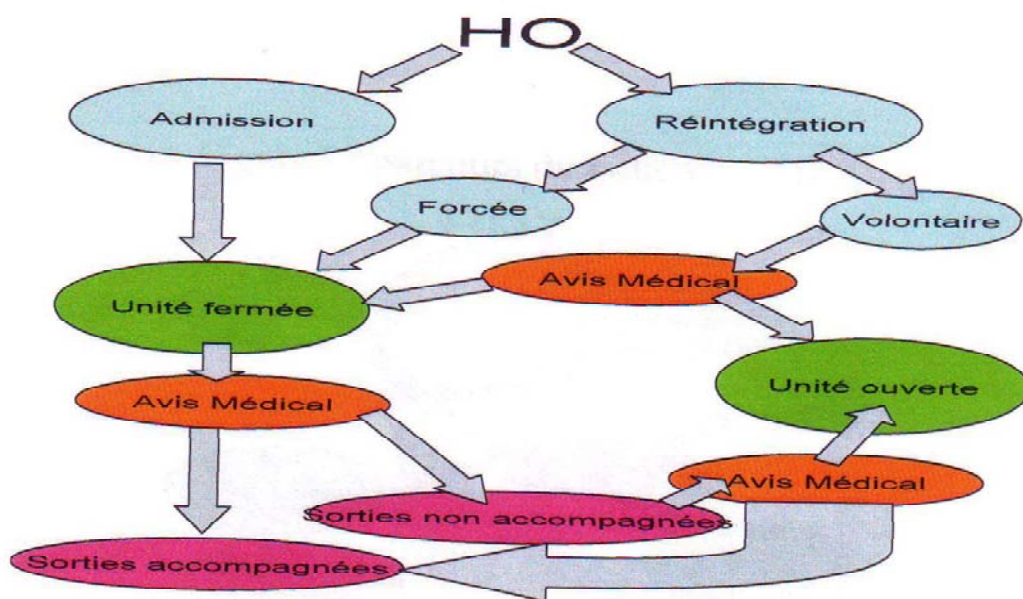 HO
Admission
Réintégration
Forcée
Volontaire
Avis Médical
Unité fermée
Unité ouverte
Avis Médical
Avis Médical
Sorties non accompagnées
Sorties accompagnées